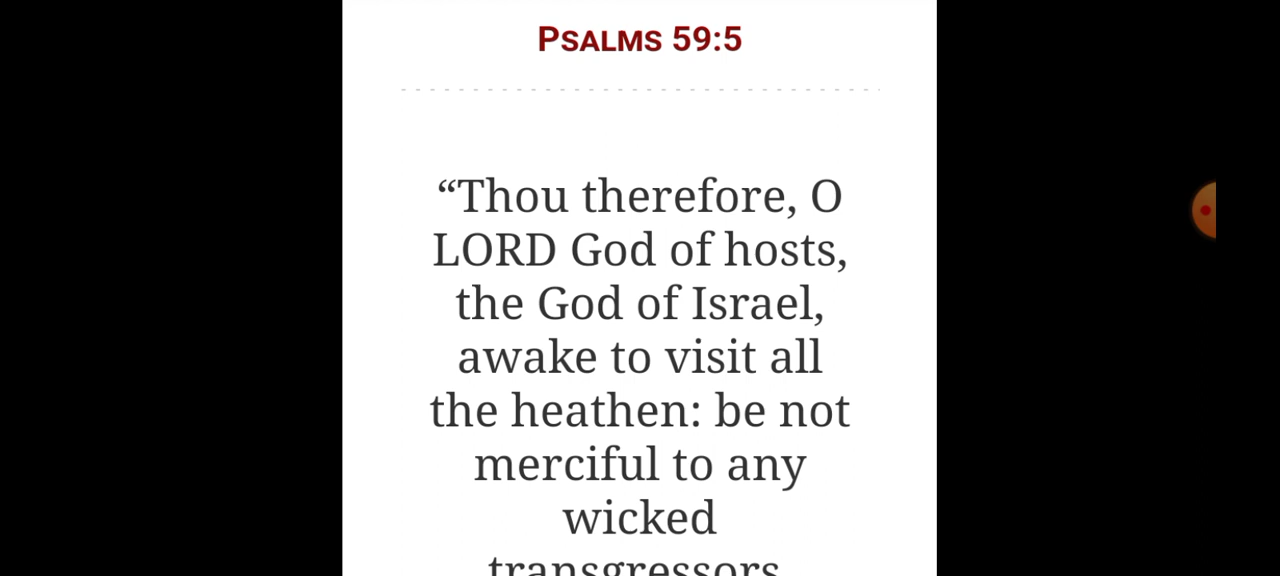 PSALMS 59:5
“Thou therefore, O
LORD God of hosts,
the God of Israel,
awake to visit all
the heathen: be not
merciful to any
wicked
transgressors.